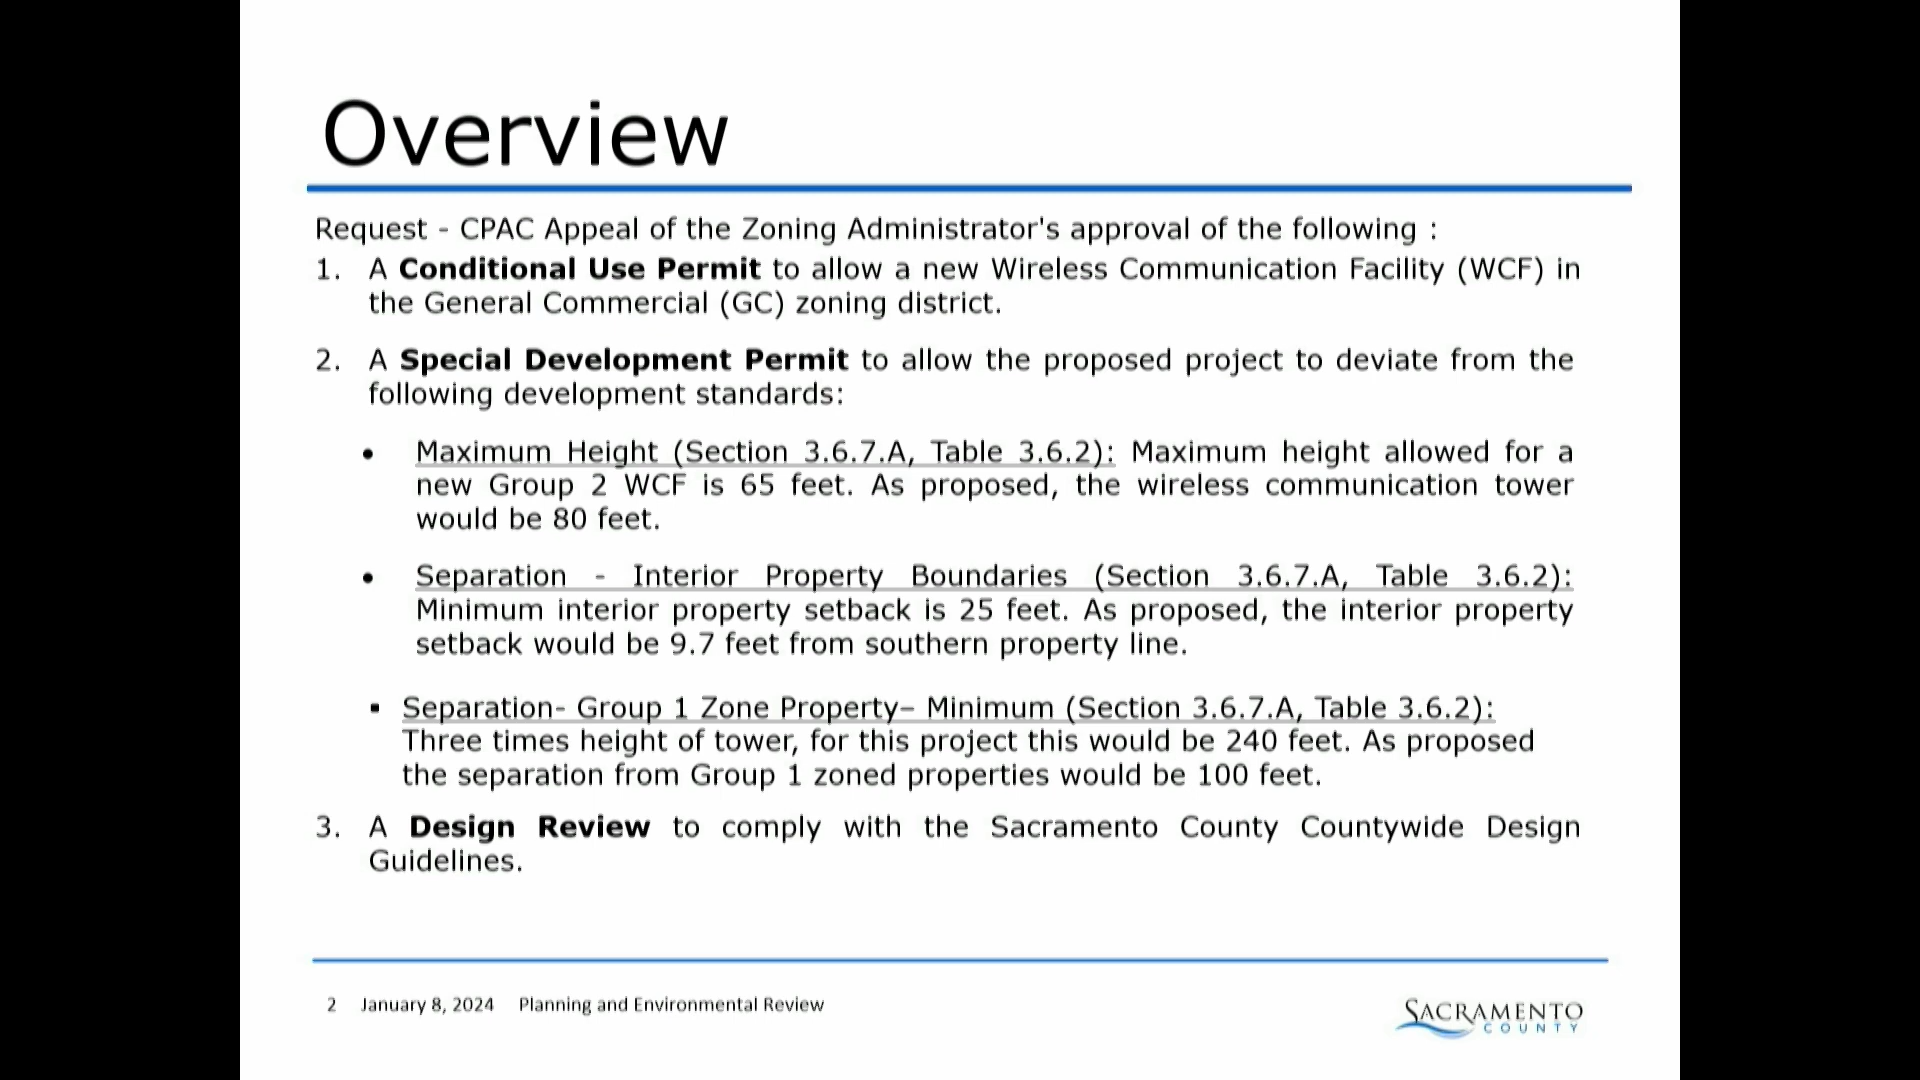 Overview
Request - CPAC Appeal of the Zoning Administrator's approval of the following :
1. A Conditional Use Permit to allow a new Wireless Communication Facility (WCF) in
the General Commercial (GC) zoning district.
2. A Special Development Permit to allow the proposed project to deviate from the
following development standards:
• Maximum Height (Section 3.6.7.A, Table 3.6.2): Maximum height allowed for a
new Group 2 WCF is 65 feet. As proposed, the wireless communication tower
would be 80 feet.
• Separation - Interior Property Boundaries (Section 3.6.7.A, Table 3.6.2):
Minimum interior property setback is 25 feet. As proposed, the interior property
setback would be 9.7 feet from southern property line.
▪ Separation- Group 1 Zone Property– Minimum (Section 3.6.7.A, Table 3.6.2):
Three times height of tower, for this project this would be 240 feet. As proposed
the separation from Group 1 zoned properties would be 100 feet.
3. A Design Review to comply with the Sacramento County Countywide Design
Guidelines.
2 January 8, 2024 Planning and Environmental Review
SACRAMENTO
COUNTY